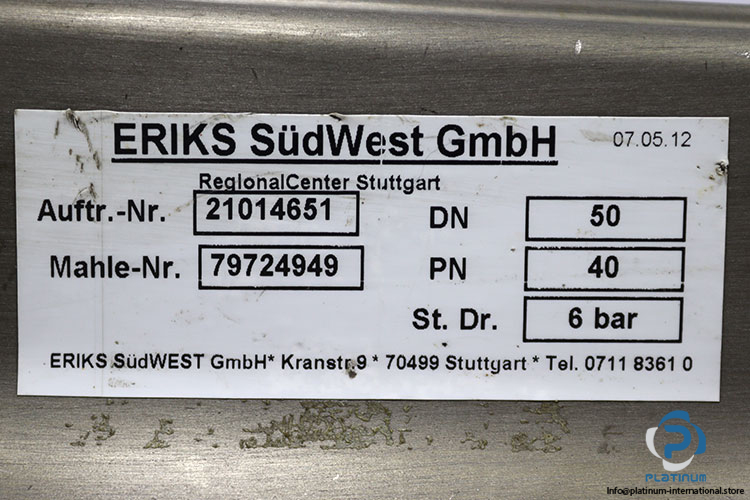 ERIKS SüdWest GmbH 07.05.12
RegionalCenter Stuttgart
Auftr.-Nr. 21014651 DN 50
Mahle-Nr. 79724949 PN 40
St. Dr. 6 bar
ERIKS SüdWEST GmbH* Kranstr.9 * 70499 Stuttgart * Tel. 0711 8361 0
PLATINUM
Info@platinum-international.store